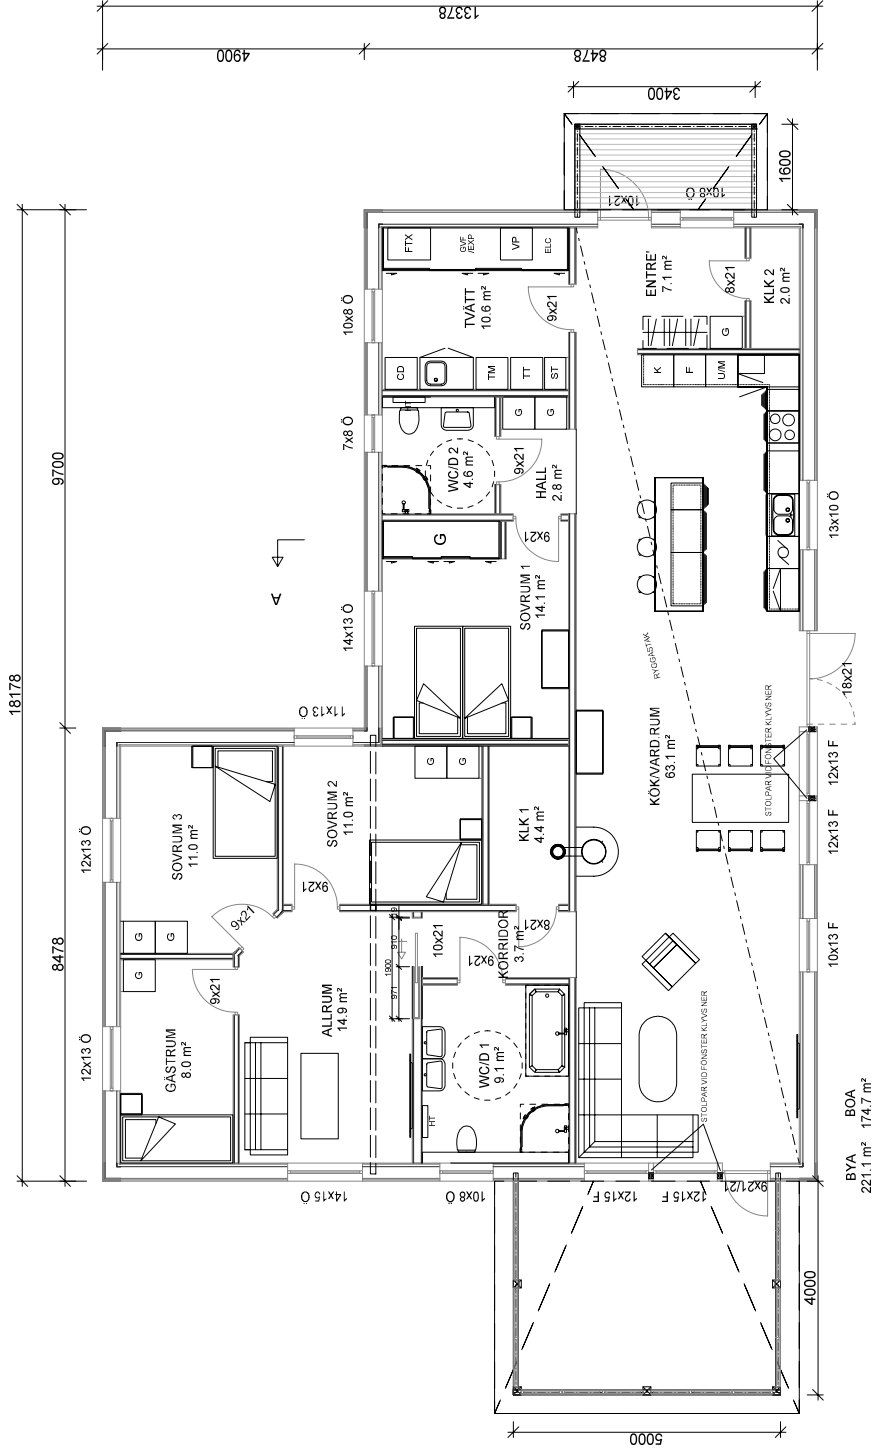 13378
4900
8478
3400
1600
18178
9700
8478
10x21
10x8 Ö
FTX
GVF
/EXP
VP
ELC
TVÄTT
10.6 m²
9x21
ENTRE'
7.1 m²
8x21
KLK 2
2.0 m²
10x8 Ö
CD
TM
TT
ST
G
K
F
U/M
7x8 Ö
WC/D 2
4.6 m²
9x21
G
G
HALL
2.8 m²
9x21
G
13x10 Ö
A
14x13 Ö
SOVRUM 1
14.1 m²
RYGGASTAK
18x21
11x13 Ö
KÖK/VARD.RUM
63.1 m²
STOLPAR VID FÖNSTER KLYVS NER
12x13 F
12x13 F
10x13 F
SOVRUM 3
11.0 m²
12x13 Ö
SOVRUM 2
11.0 m²
G
G
KLK 1
4.4 m²
9x21
9x21
G
G
G
10x21
9x21
8x21
KORRIDOR
3.7 m²
910
1900
971
9x21
ALLRUM
14.9 m²
GÄSTRUM
8.0 m²
12x13 Ö
WC/D 1
9.1 m²
HT
STOLPAR VID FÖNSTER KLYVS NER
14x15 Ö
10x8 Ö
12x15 F
12x15 F
9x21/21
BYA
221.1 m²
BOA
174.7 m²
4000
5000